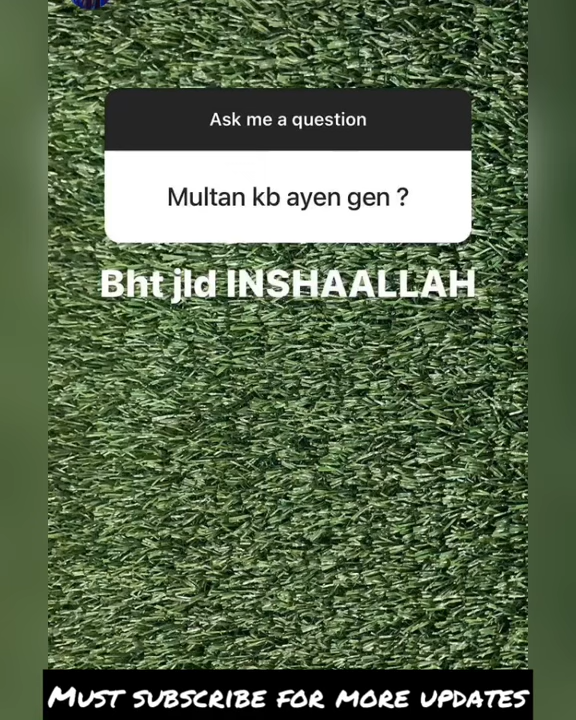 Ask me a question
Multan kb ayen gen ?
Bht jld INSHAALLAH
MUST SUBSCRIBE FOR MORE UPDATES